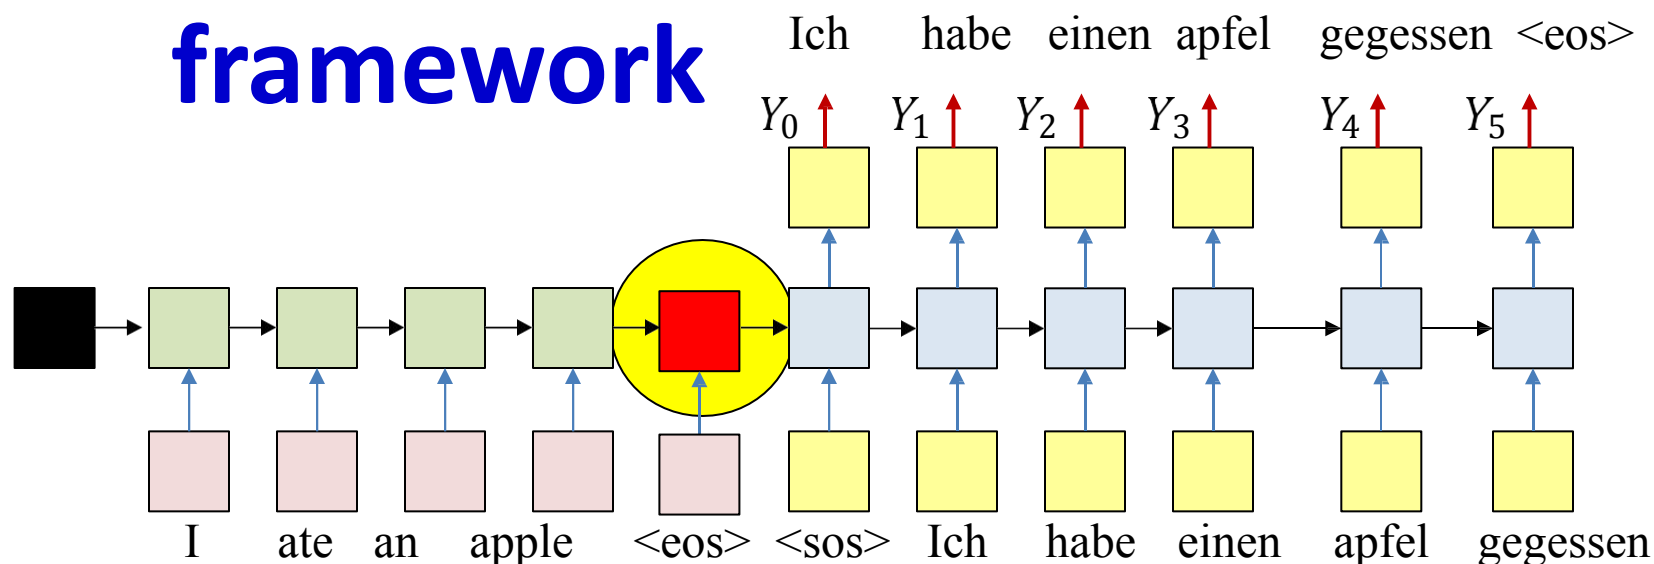 framework
Ich habe einen apfel gegessen <eos>
Y₀ Y₁ Y₂ Y₃ Y₄ Y₅
I ate an apple <eos> <sos> Ich habe einen apfel gegessen